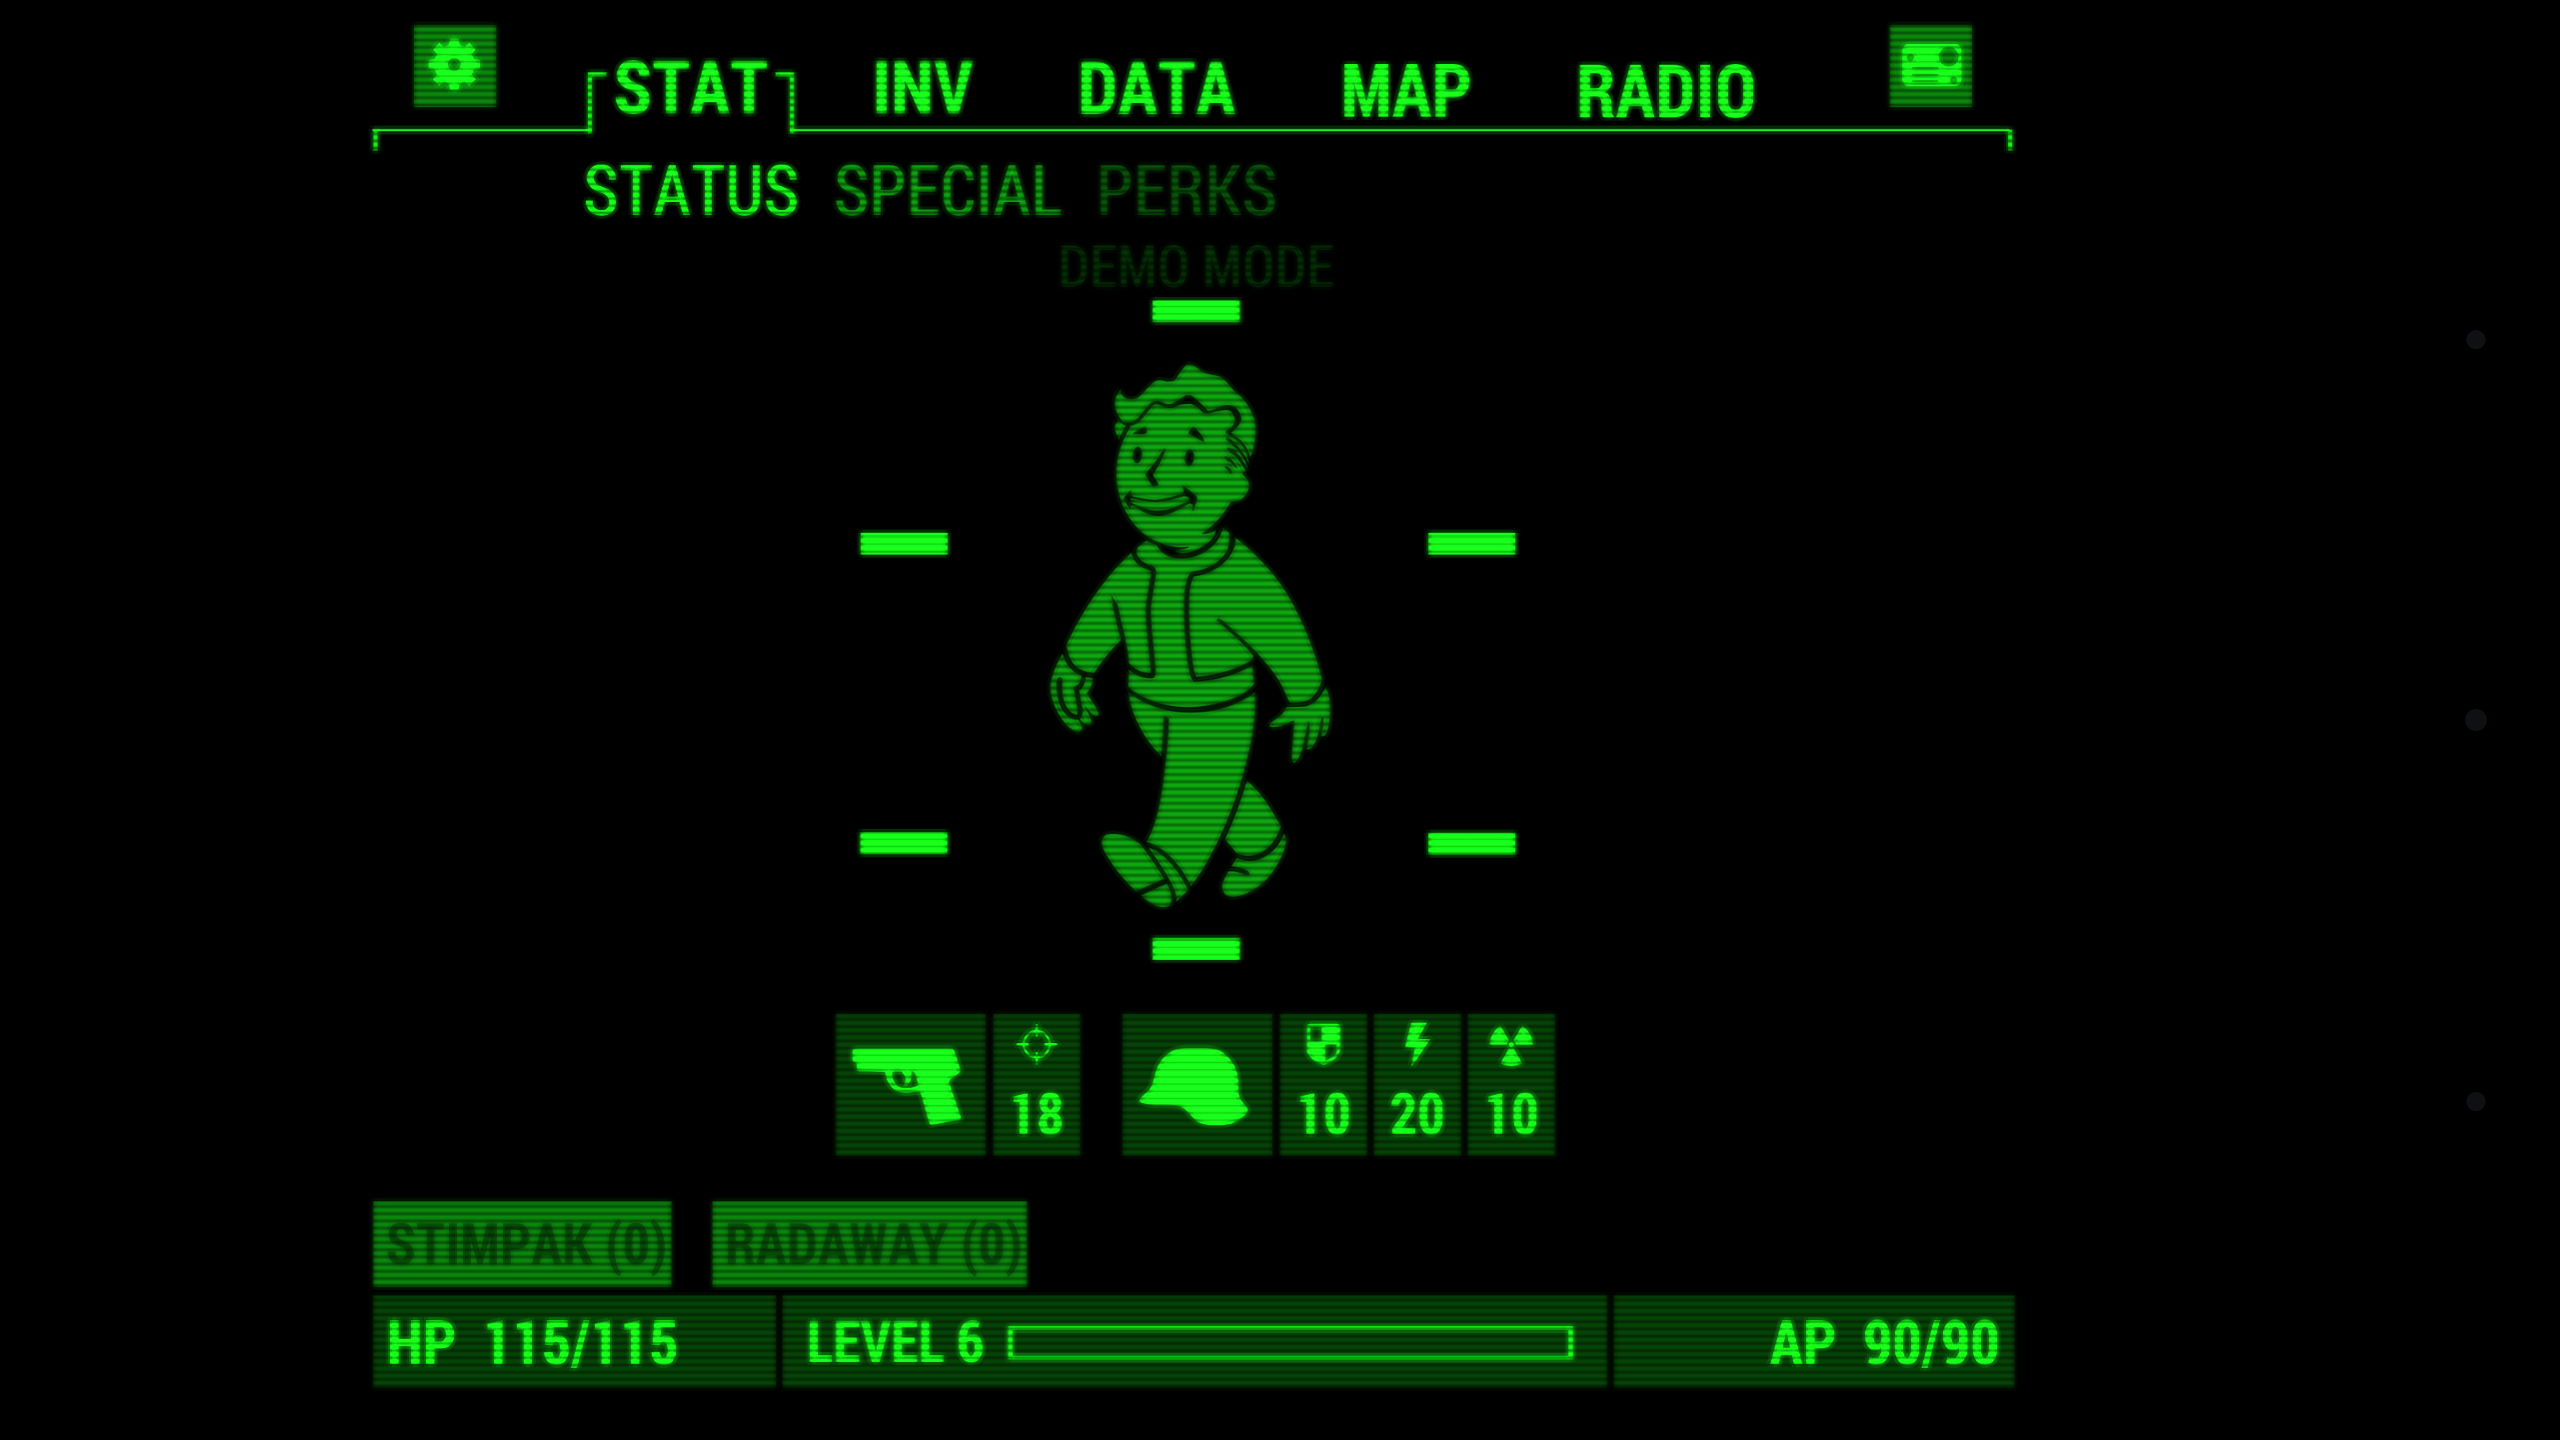 STAT INV DATA MAP RADIO
STATUS SPECIAL PERKS
DEMO MODE
18 10 20 10
STIMPAK (0) RADAWAY (0)
HP 115/115 LEVEL 6 AP 90/90